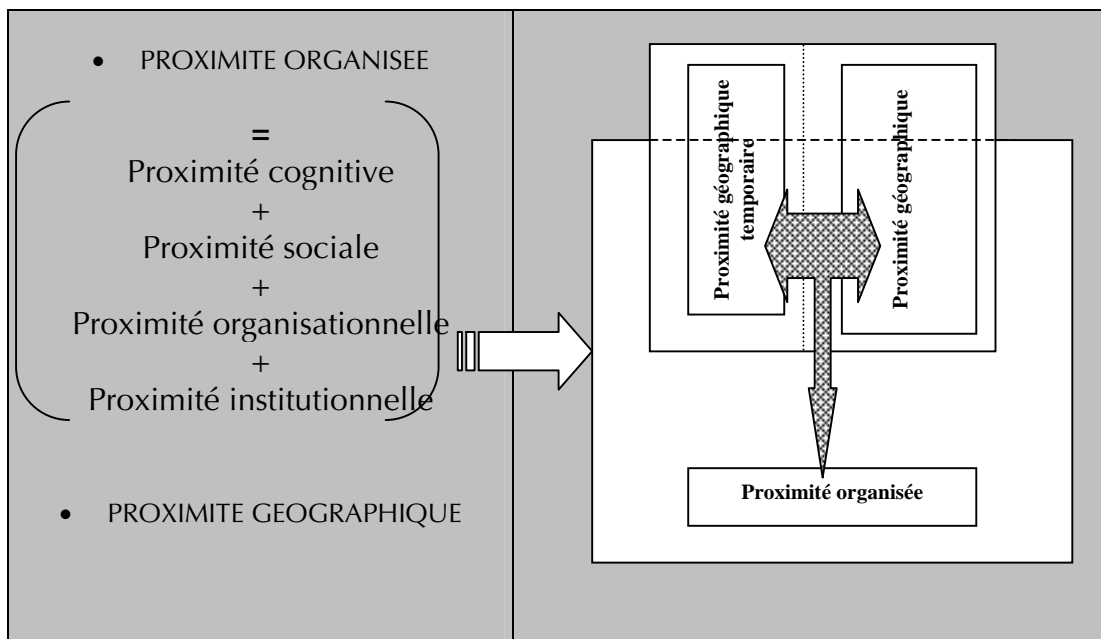 • PROXIMITE ORGANISEE
=
Proximité cognitive
+
Proximité sociale
+
Proximité organisationnelle
+
Proximité institutionnelle
• PROXIMITE GEOGRAPHIQUE
Proximité géographique
temporaire
Proximité géographique
Proximité organisée